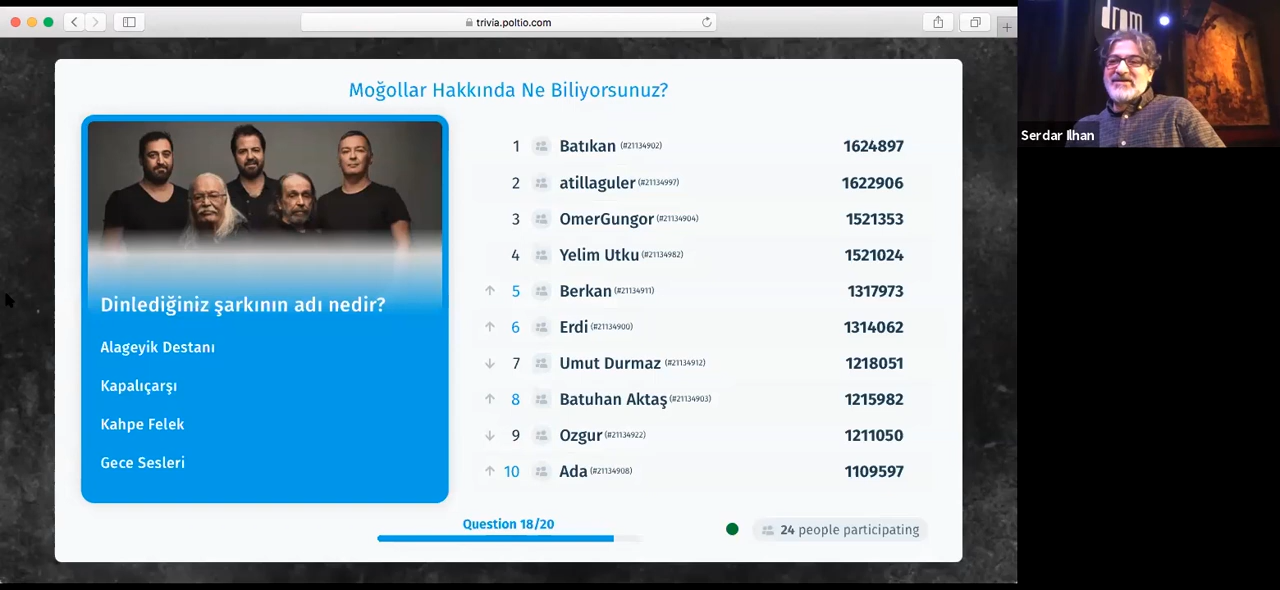 trivia.poltio.com
drom
Serdar Ilhan
Moğollar Hakkında Ne Biliyorsunuz?
Dinlediğiniz şarkının adı nedir?
Alageyik Destanı
Kapalıçarşı
Kahpe Felek
Gece Sesleri
1 Batıkan (#21134902) 1624897
2 atillaguler (#21134997) 1622906
3 OmerGungor (#21134904) 1521353
4 Yelim Utku (#21134982) 1521024
5 Berkan (#21134911) 1317973
6 Erdi (#21134900) 1314062
7 Umut Durmaz (#21134912) 1218051
8 Batuhan Aktaş (#21134903) 1215982
9 Ozgur (#21134922) 1211050
10 Ada (#21134908) 1109597
Question 18/20
24 people participating